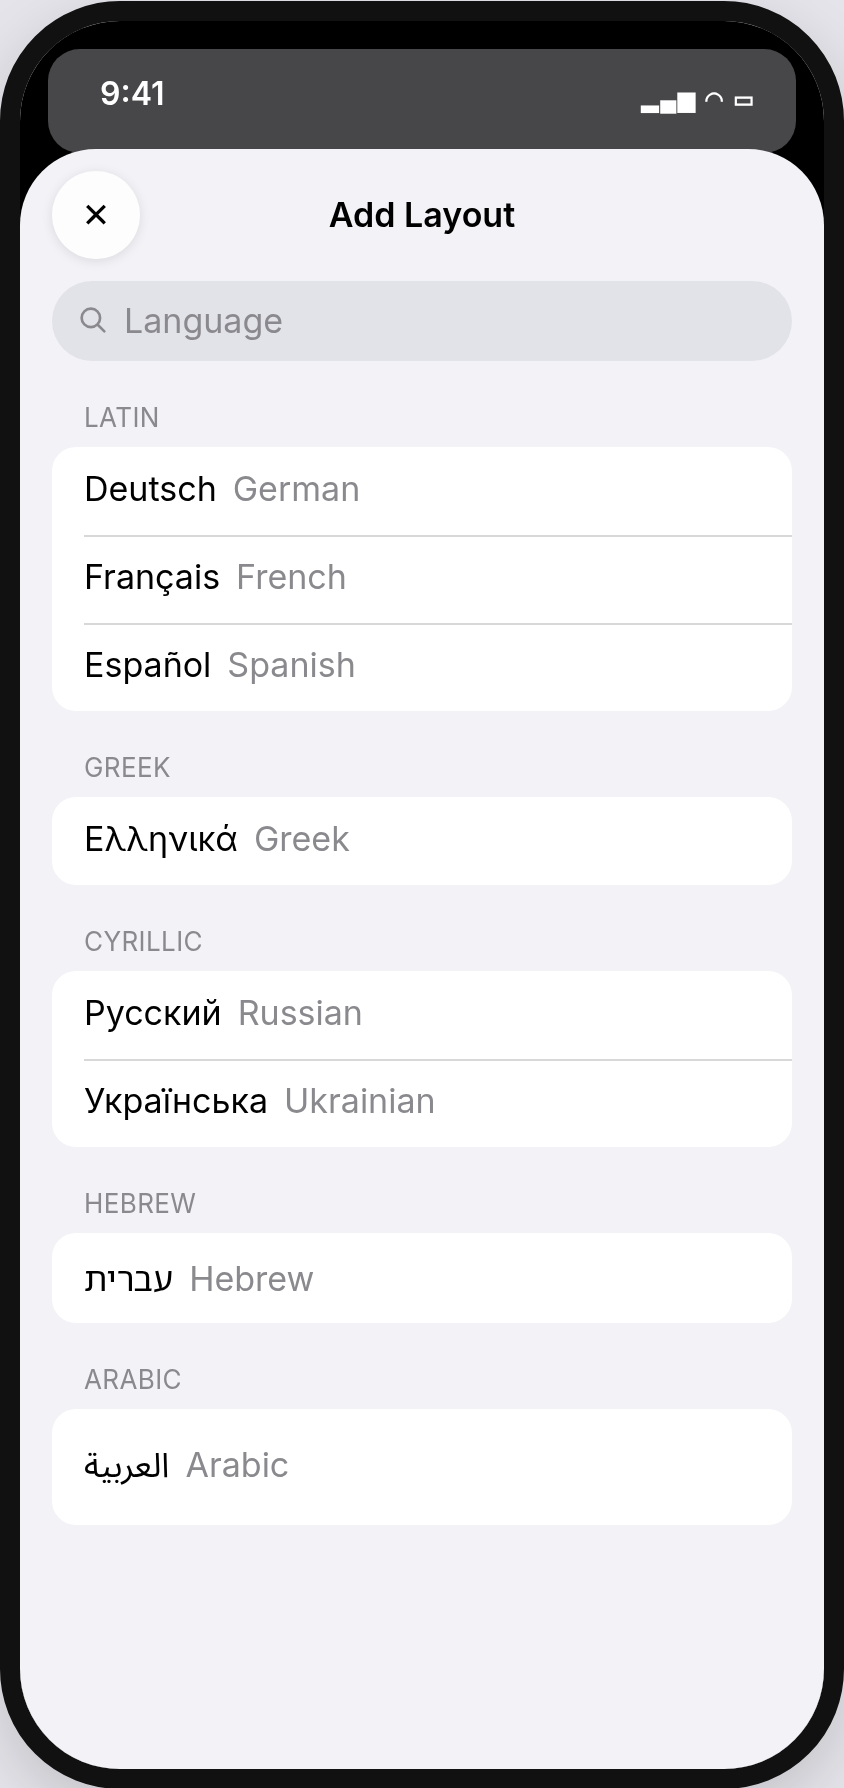 9:41
Add Layout
Language
LATIN
Deutsch German
Français French
Español Spanish
GREEK
Ελληνικά Greek
CYRILLIC
Русский Russian
Українська Ukrainian
HEBREW
עברית Hebrew
ARABIC
العربية Arabic